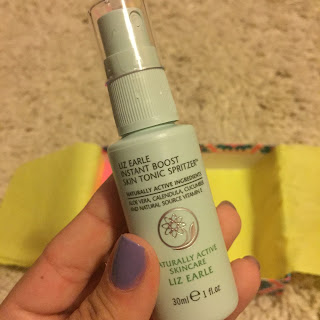 LIZ EARLE
INSTANT BOOST
SKIN TONIC SPRITZER™
NATURALLY ACTIVE INGREDIENTS
ALOE VERA, CALENDULA, CUCUMBER
AND NATURAL SOURCE VITAMIN E
NATURALLY ACTIVE
SKINCARE
LIZ EARLE
30ml e 1 fl.oz